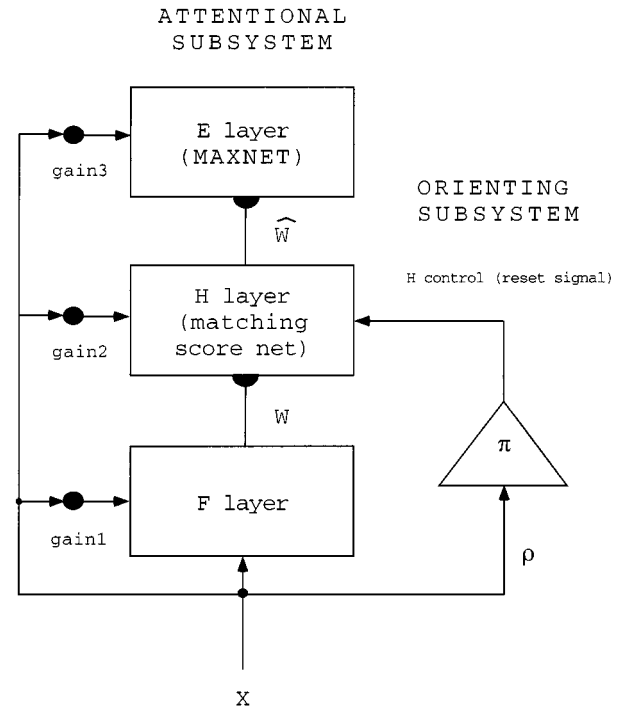 ATTENTIONAL
SUBSYSTEM
E layer
(MAXNET)
gain3
ORIENTING
SUBSYSTEM
Ŵ
H control (reset signal)
H layer
(matching
score net)
gain2
W
π
F layer
gain1
ρ
X